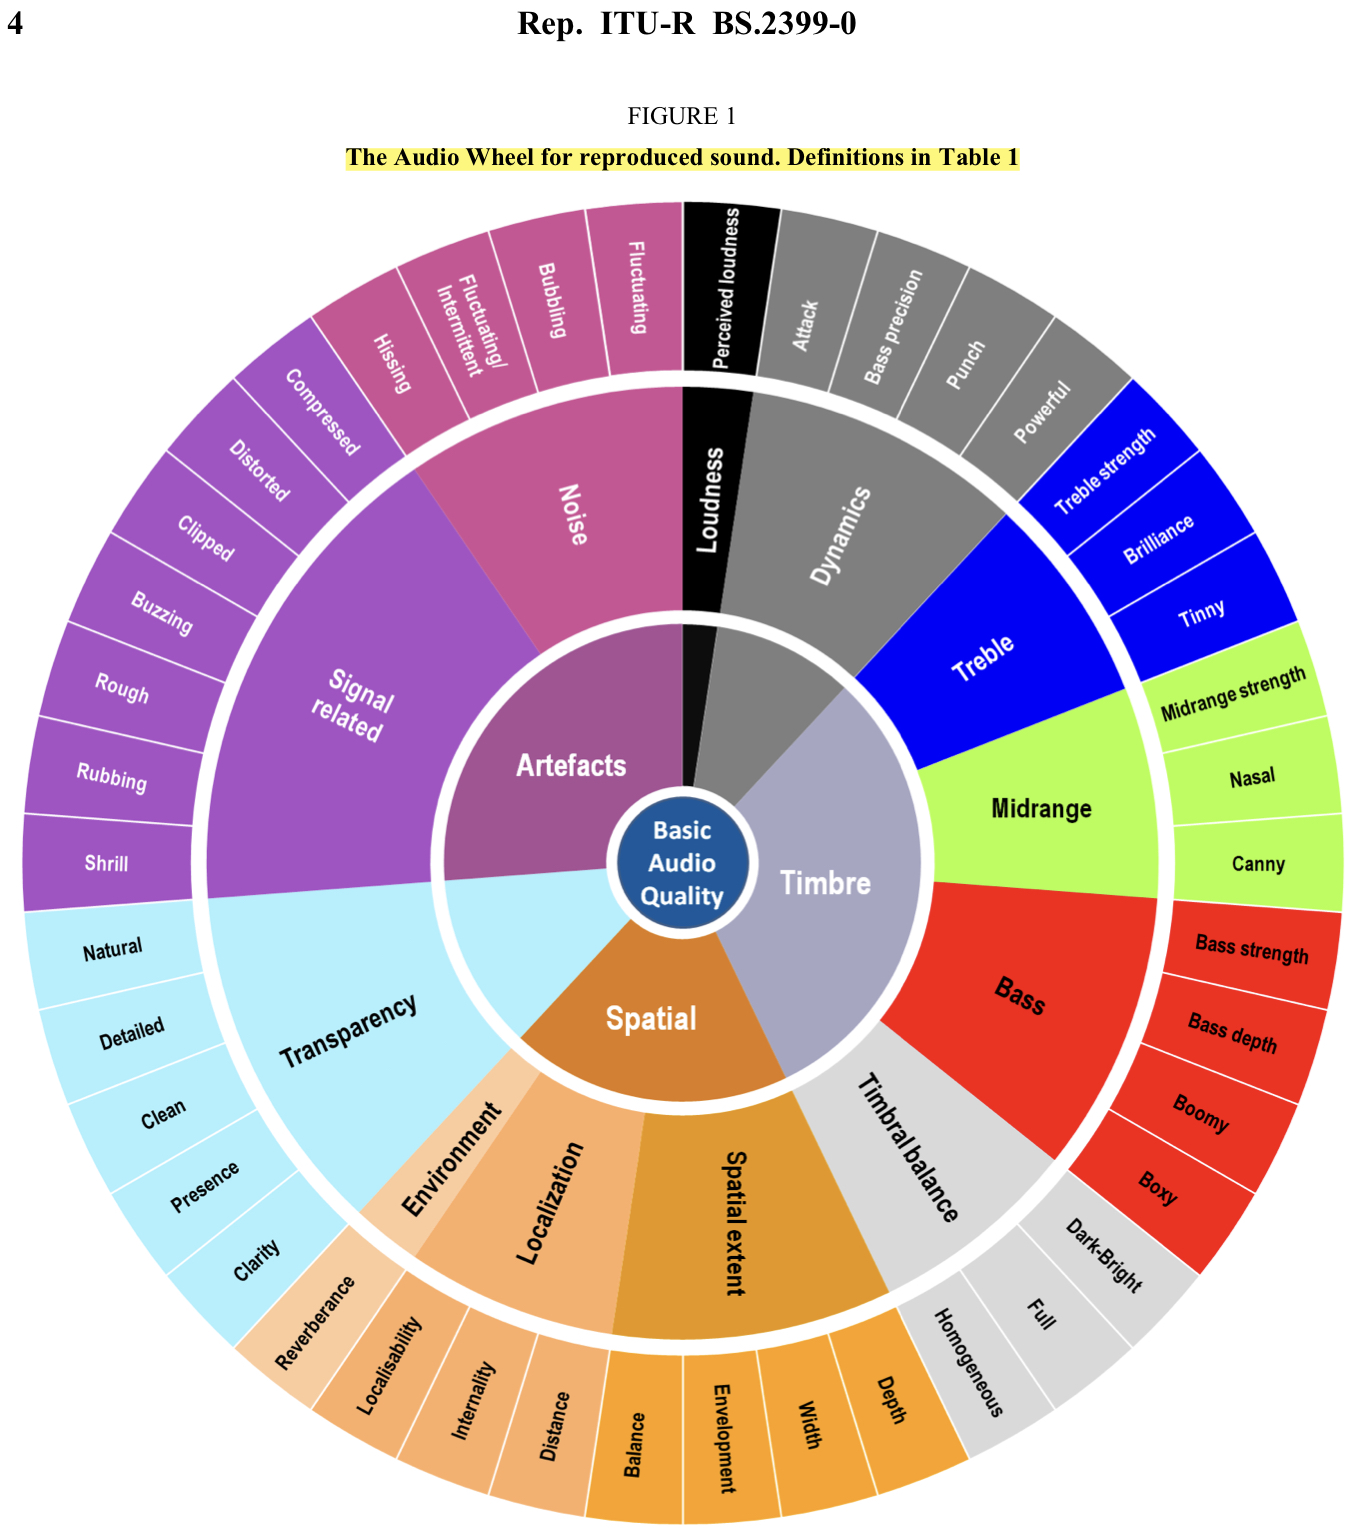 4
Rep. ITU-R BS.2399-0
FIGURE 1
The Audio Wheel for reproduced sound. Definitions in Table 1
Perceived loudness
Attack
Bass precision
Punch
Powerful
Treble strength
Brilliance
Tinny
Midrange strength
Nasal
Canny
Bass strength
Bass depth
Boomy
Boxy
Dark-Bright
Full
Homogeneous
Depth
Width
Envelopment
Balance
Distance
Internality
Localisability
Reverberance
Clarity
Presence
Clean
Detailed
Natural
Shrill
Rubbing
Rough
Buzzing
Clipped
Distorted
Compressed
Hissing
Fluctuating/
Intermittent
Bubbling
Fluctuating
Loudness
Dynamics
Treble
Midrange
Bass
Timbral balance
Spatial extent
Localization
Environment
Transparency
Signal
related
Noise
Artefacts
Timbre
Spatial
Basic
Audio
Quality